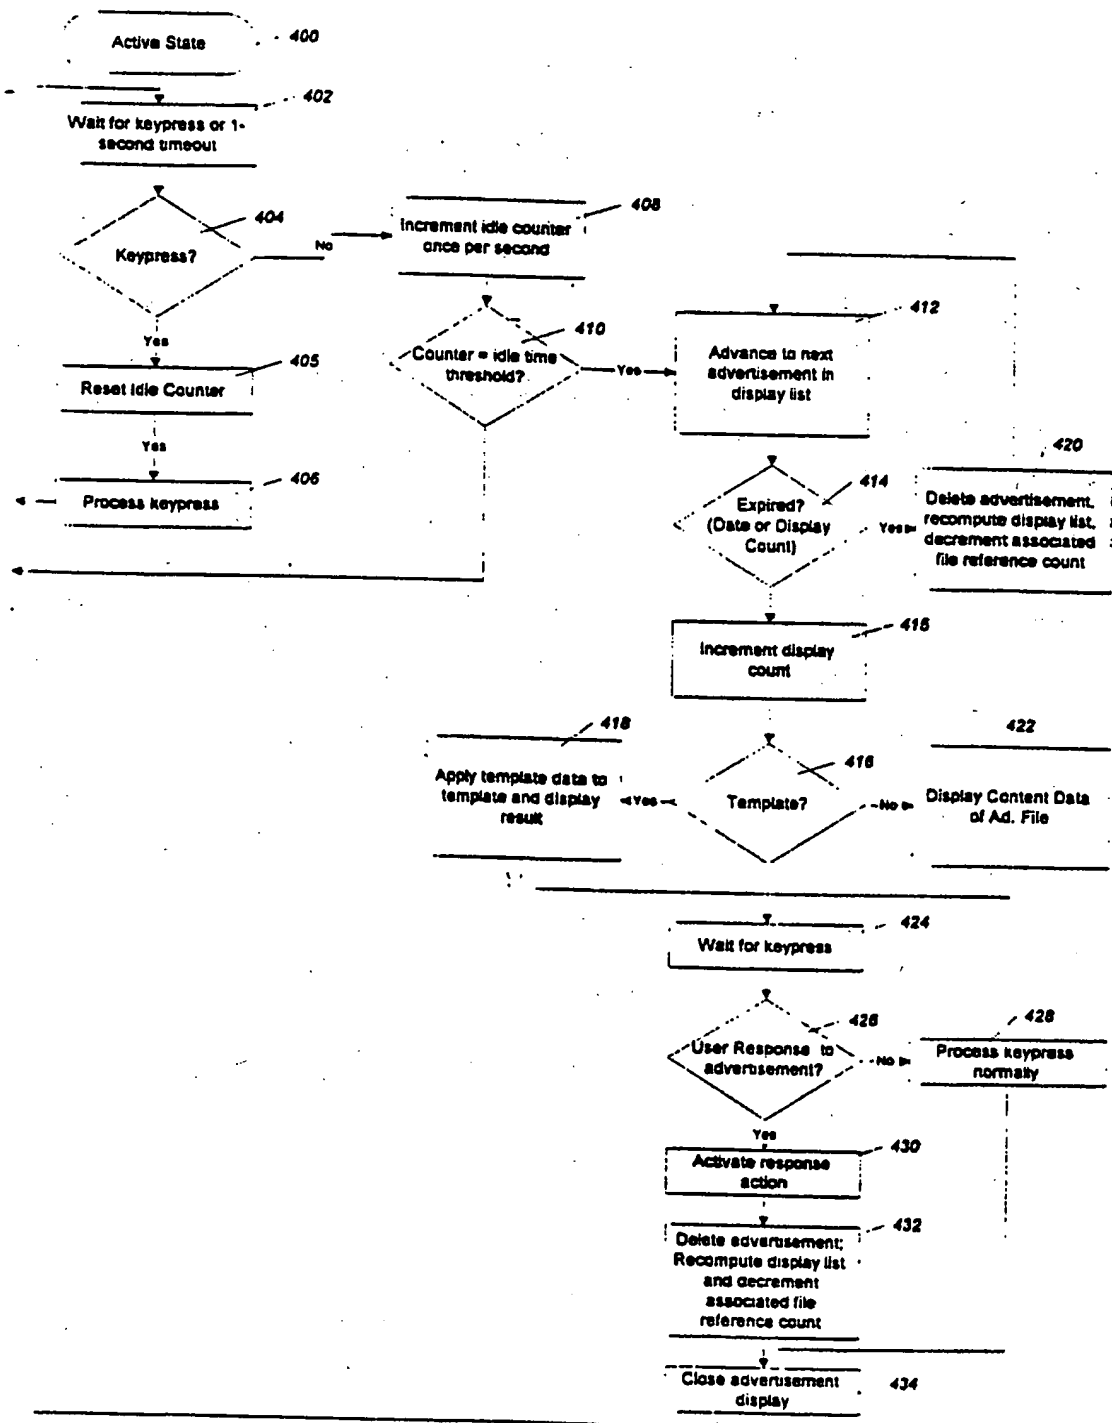 Active State
400
402
Wait for keypress or 1-
second timeout
404
Keypress?
No
408
Increment idle counter
once per second
Yes
405
Reset Idle Counter
Yes
406
Process keypress
410
Counter = idle time
threshold?
Yes
412
Advance to next
advertisement in
display list
414
Expired?
(Date or Display
Count)
Yes
420
Delete advertisement,
recompute display list,
decrement associated
file reference count
415
Increment display
count
416
Template?
Yes
418
Apply template data to
template and display
result
No
422
Display Content Data
of Ad. File
424
Wait for keypress
426
User Response to
advertisement?
No
428
Process keypress
normally
Yes
430
Activate response
action
432
Delete advertisement;
Recompute display list
and decrement
associated file
reference count
Close advertisement
display
434